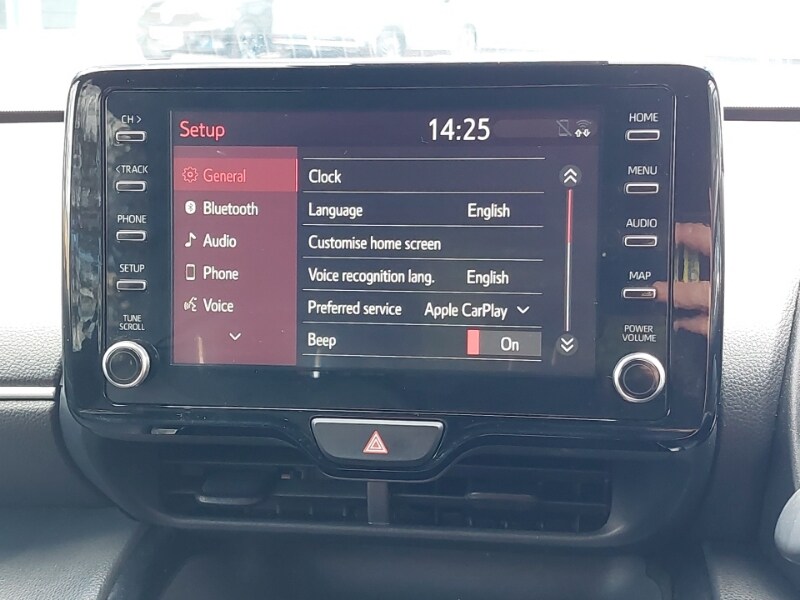 CH >
< TRACK
PHONE
SETUP
TUNE
SCROLL
Setup
14:25
General
Bluetooth
Audio
Phone
Voice
Clock
Language English
Customise home screen
Voice recognition lang. English
Preferred service Apple CarPlay
Beep On
HOME
MENU
AUDIO
MAP
POWER
VOLUME